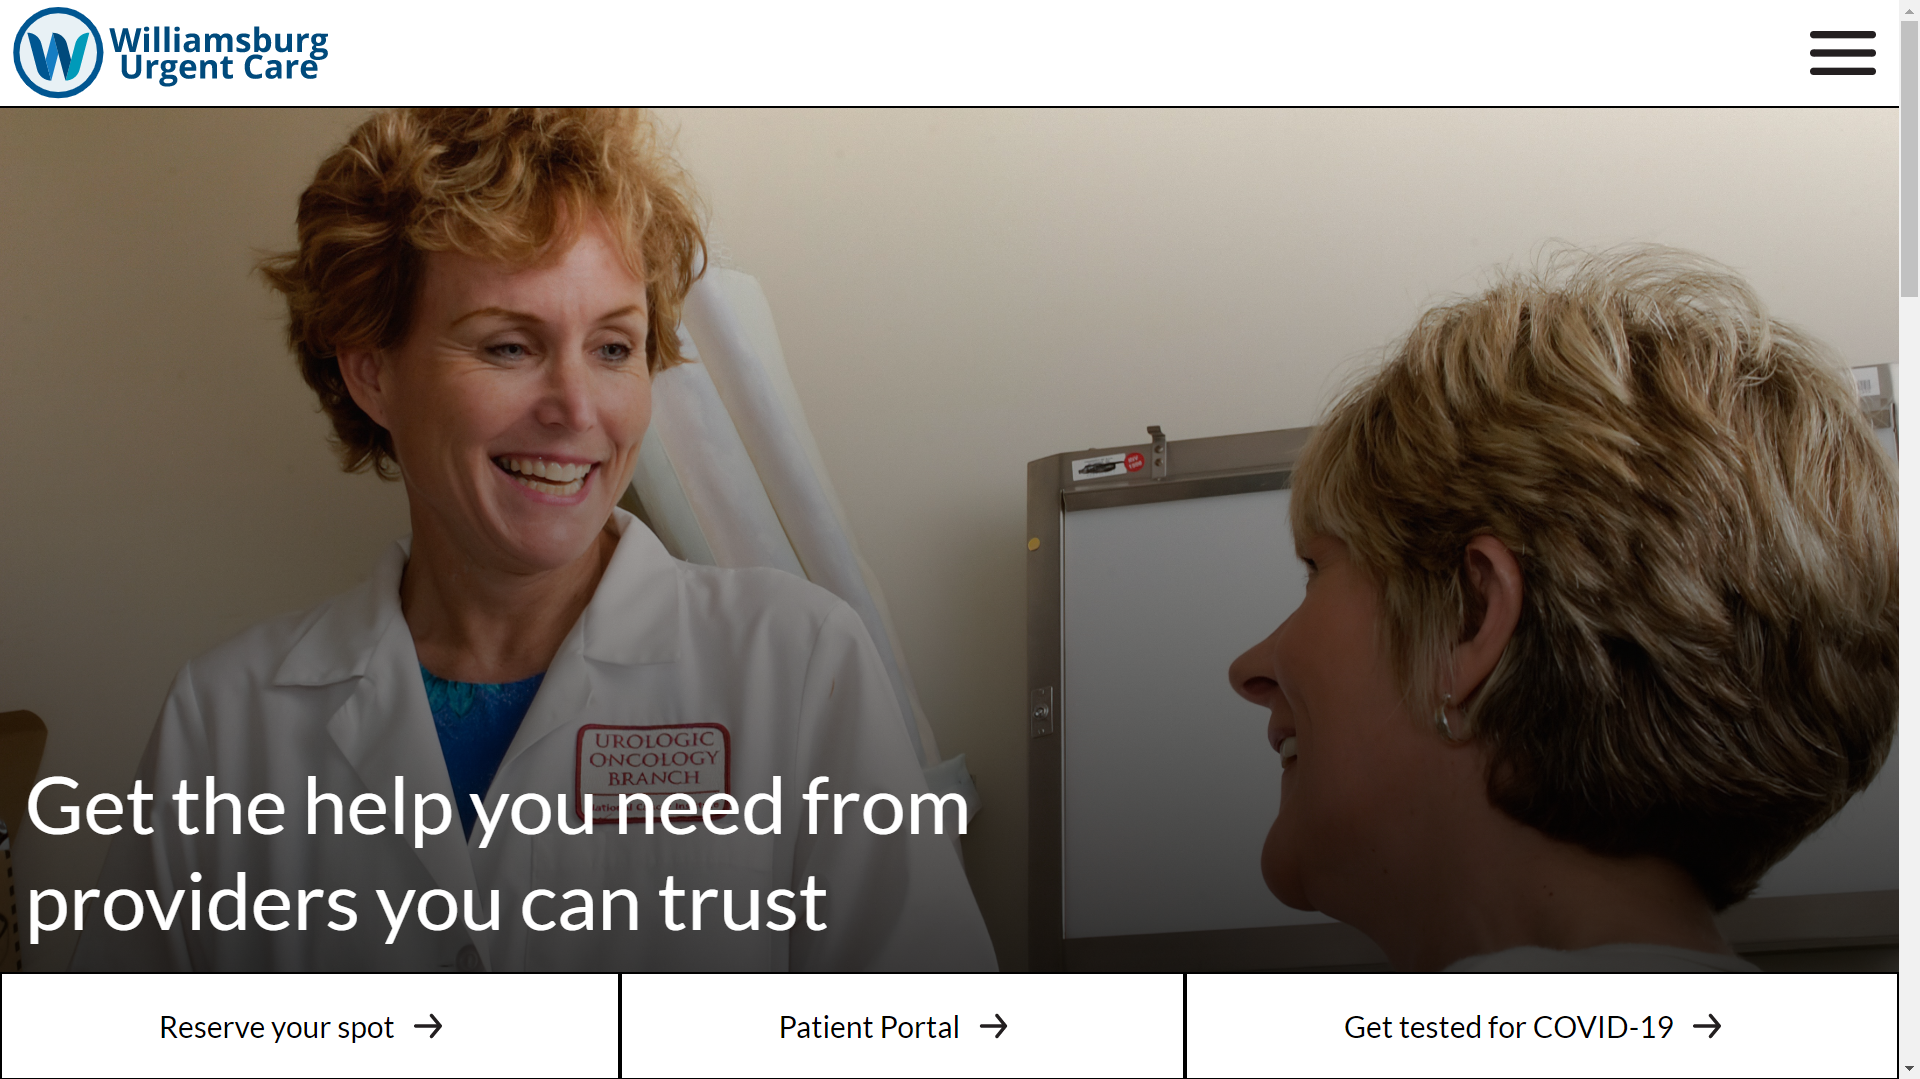 Williamsburg
Urgent Care
UROLOGIC
ONCOLOGY
BRANCH
Get the help you need from
providers you can trust
Reserve your spot
Patient Portal
Get tested for COVID-19